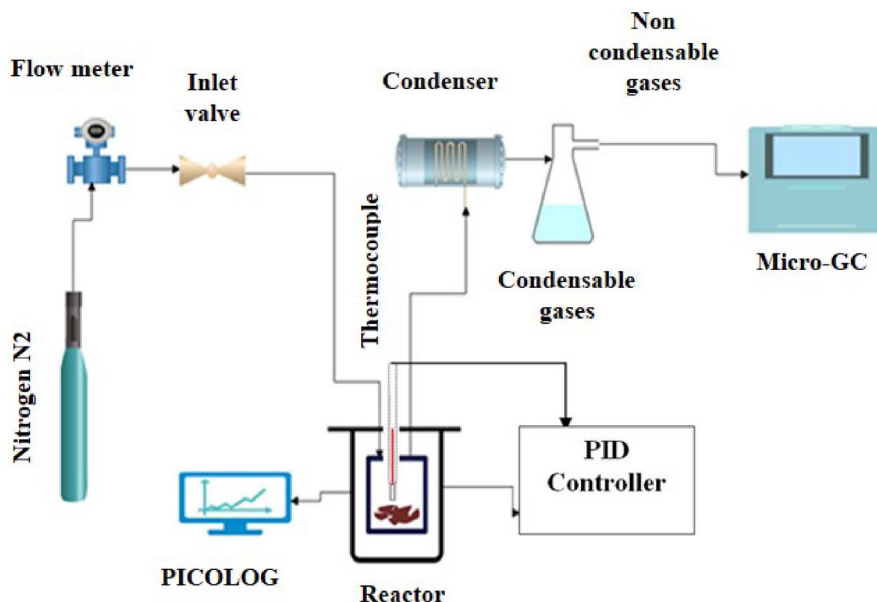 Flow meter
Inlet
valve
Condenser
Non
condensable
gases
Nitrogen N2
Thermocouple
Condensable
gases
Micro-GC
PID
Controller
PICOLOG
Reactor